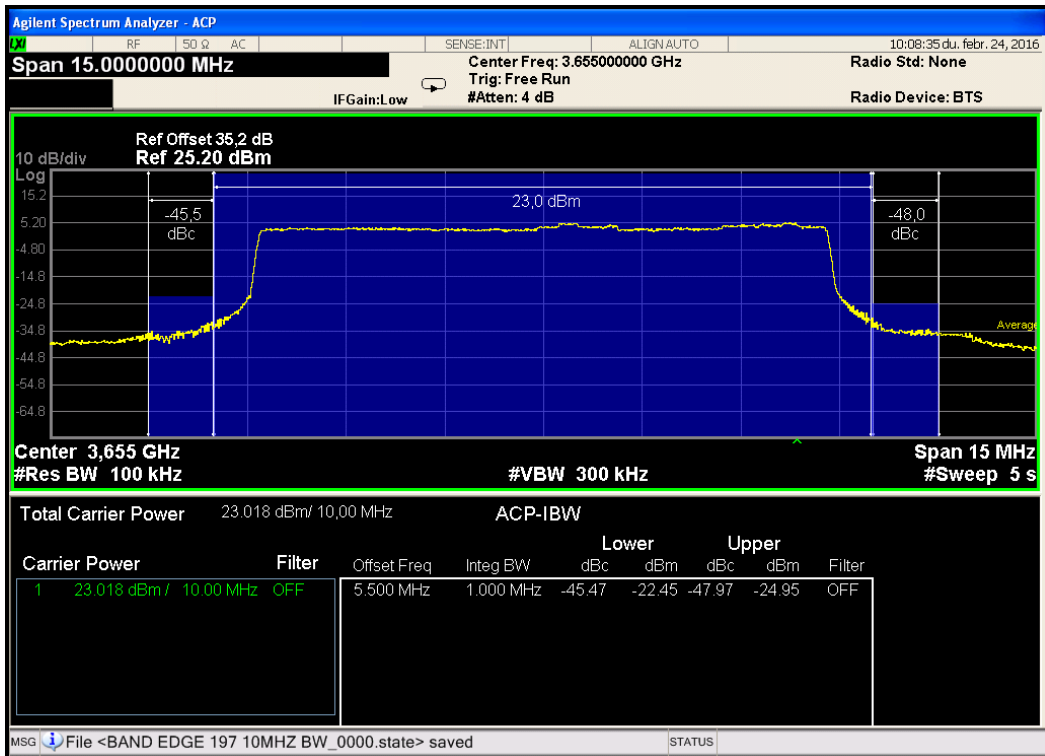 Agilent Spectrum Analyzer - ACP
LXI RF 50 Ω AC SENSE:INT ALIGN AUTO 10:08:35 du. febr. 24, 2016
Span 15.0000000 MHz Center Freq: 3.655000000 GHz Radio Std: None
Trig: Free Run
IFGain:Low #Atten: 4 dB Radio Device: BTS
Ref Offset 35,2 dB
10 dB/div Ref 25.20 dBm
Log
15.2
23,0 dBm
-45,5
dBc
-48,0
dBc
5.20
-4.80
-14.8
-24.8
-34.8
Average
-44.8
-54.8
-64.8
Center 3,655 GHz Span 15 MHz
#Res BW 100 kHz #VBW 300 kHz #Sweep 5 s
Total Carrier Power 23.018 dBm/ 10,00 MHz ACP-IBW
Lower Upper
Carrier Power Filter Offset Freq Integ BW dBc dBm dBc dBm Filter
1 23.018 dBm / 10.00 MHz OFF 5.500 MHz 1.000 MHz -45.47 -22.45 -47.97 -24.95 OFF
MSG File <BAND EDGE 197 10MHZ BW_0000.state> saved STATUS